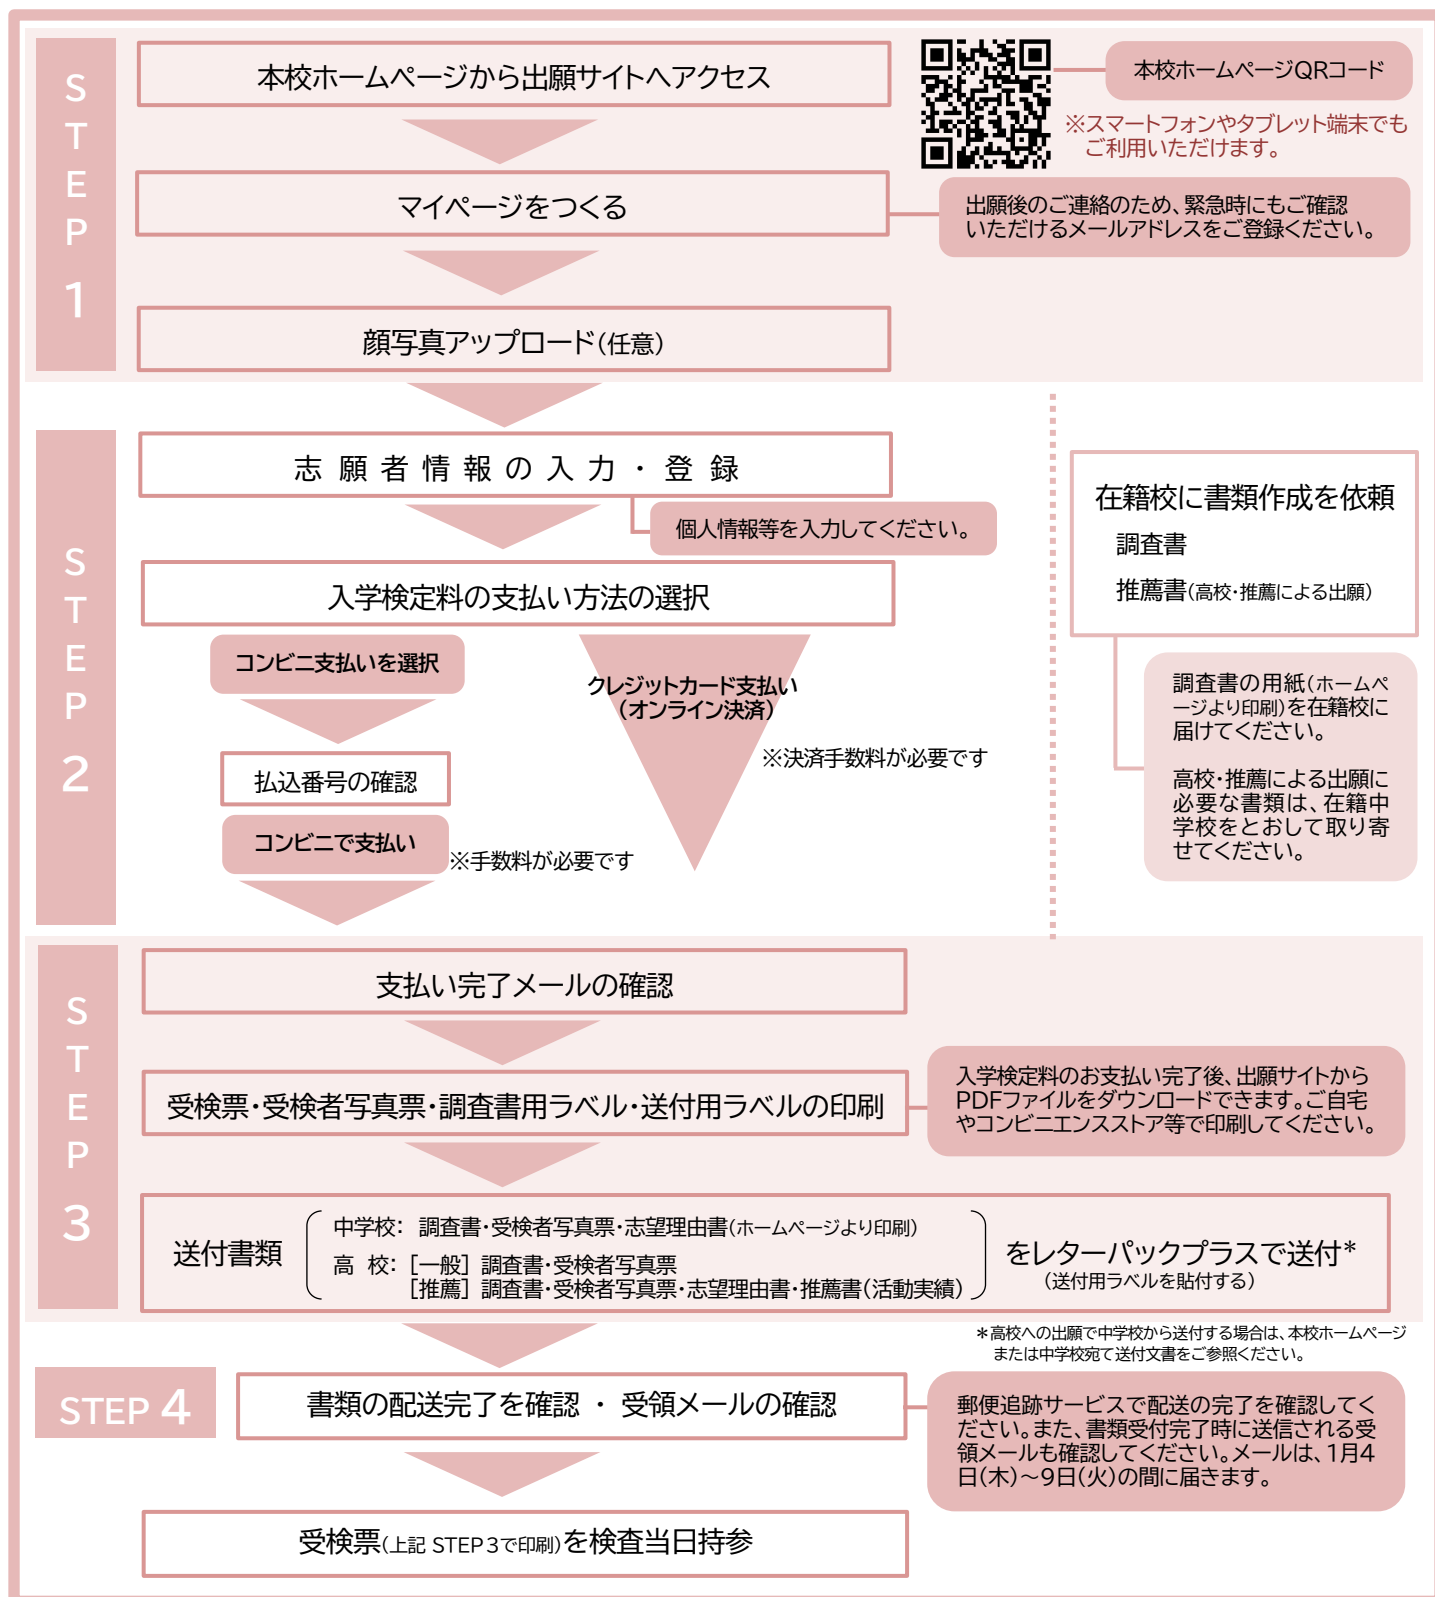 STEP1
本校ホームページから出願サイトへアクセス
本校ホームページQRコード
※スマートフォンやタブレット端末でも
ご利用いただけます。
マイページをつくる
出願後のご連絡のため、緊急時にもご確認
いただけるメールアドレスをご登録ください。
顔写真アップロード(任意)
STEP2
志願者情報の入力・登録
個人情報等を入力してください。
入学検定料の支払い方法の選択
コンビニ支払いを選択
クレジットカード支払い
(オンライン決済)
※決済手数料が必要です
払込番号の確認
コンビニで支払い
※手数料が必要です
在籍校に書類作成を依頼
調査書
推薦書(高校・推薦による出願)
調査書の用紙(ホームペ
ージより印刷)を在籍校に
届けてください。
高校・推薦による出願に
必要な書類は、在籍中
学校をとおして取り寄
せてください。
STEP3
支払い完了メールの確認
受検票・受検者写真票・調査書用ラベル・送付用ラベルの印刷
入学検定料のお支払い完了後、出願サイトから
PDFファイルをダウンロードできます。ご自宅
やコンビニエンスストア等で印刷してください。
送付書類
中学校: 調査書・受検者写真票・志望理由書(ホームページより印刷)
高 校: [一般] 調査書・受検者写真票
[推薦] 調査書・受検者写真票・志望理由書・推薦書(活動実績)
をレターパックプラスで送付*
(送付用ラベルを貼付する)
*高校への出願で中学校から送付する場合は、本校ホームページ
または中学校宛て送付文書をご参照ください。
STEP 4
書類の配送完了を確認 ・ 受領メールの確認
郵便追跡サービスで配送の完了を確認してく
ださい。また、書類受付完了時に送信される受
領メールも確認してください。メールは、1月4
日(木)~9日(火)の間に届きます。
受検票(上記 STEP3で印刷)を検査当日持参